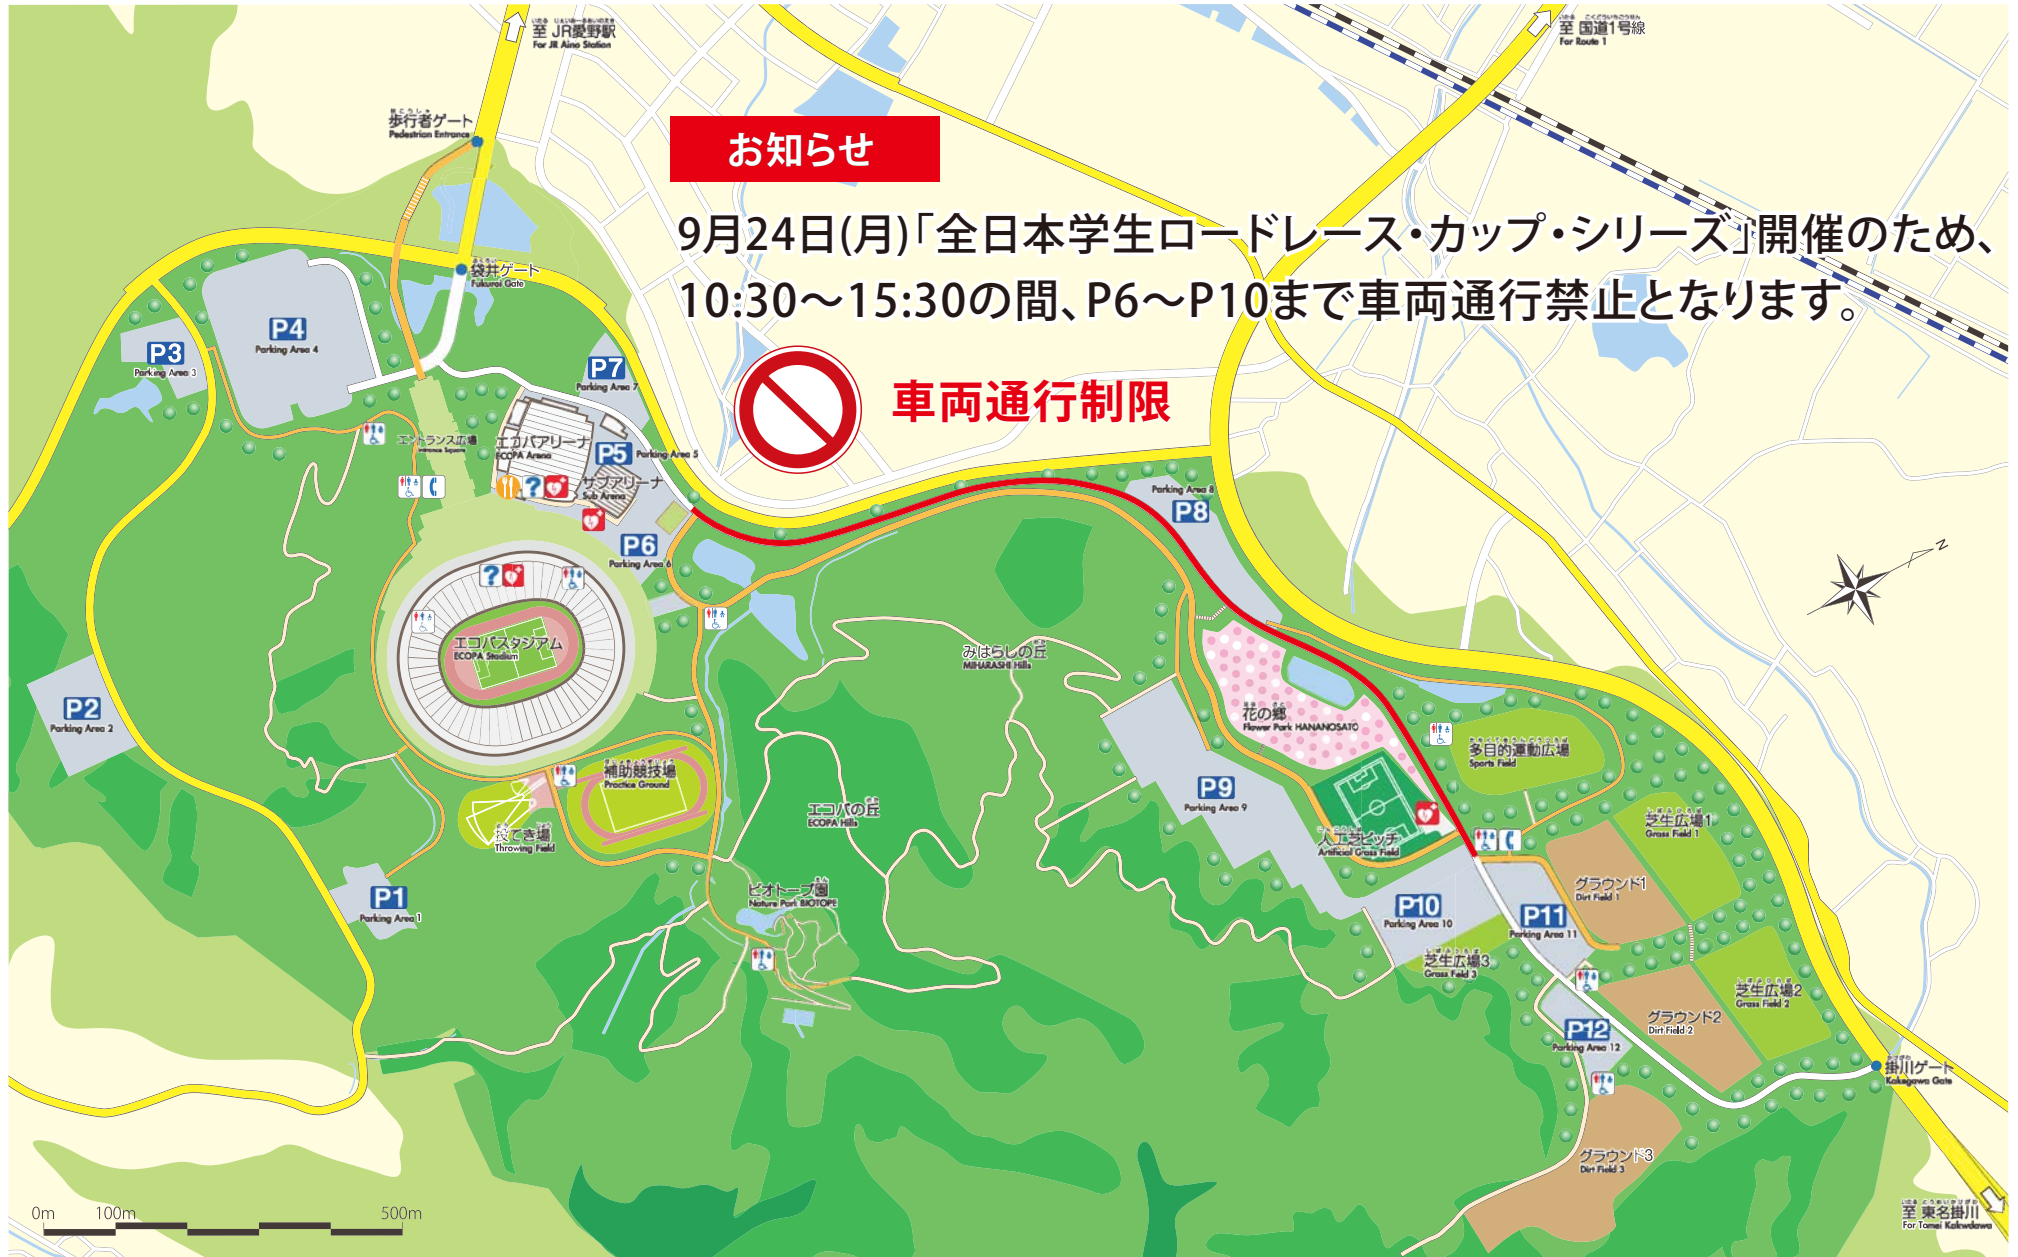 至 JR愛野駅
For JR Aino Station
至 国道1号線
For Route 1
歩行者ゲート
Pedestrian Entrance
お知らせ
9月24日(月)「全日本学生ロードレース・カップ・シリーズ」開催のため、
10:30～15:30の間、P6～P10まで車両通行禁止となります。
車両通行制限
袋井ゲート
Fukuroi Gate
P4
Parking Area 4
P3
Parking Area 3
P7
Parking Area 7
エントランス広場
Entrance Square
エコパアリーナ
ECOPA Arena
P5
Parking Area 5
サブアリーナ
Sub Arena
P6
Parking Area 6
Parking Area 8
P8
N
エコパスタジアム
ECOPA Stadium
みはらしの丘
MIHARASHI Hills
P2
Parking Area 2
花の郷
Flower Park HANANOSATO
多目的運動広場
Sports Field
補助競技場
Practice Ground
P9
Parking Area 9
エコパの丘
ECOPA Hills
投てき場
Throwing Field
人工芝ピッチ
Artificial Grass Field
芝生広場1
Grass Field 1
P1
Parking Area 1
ビオトープ園
Nature Park BIOTOPE
グラウンド1
Dirt Field 1
P10
Parking Area 10
P11
Parking Area 11
芝生広場3
Grass Field 3
芝生広場2
Grass Field 2
グラウンド2
Dirt Field 2
P12
Parking Area 12
掛川ゲート
Kakegawa Gate
グラウンド3
Dirt Field 3
至 東名掛川
For Tomei Kakwdawa
0m 100m 500m